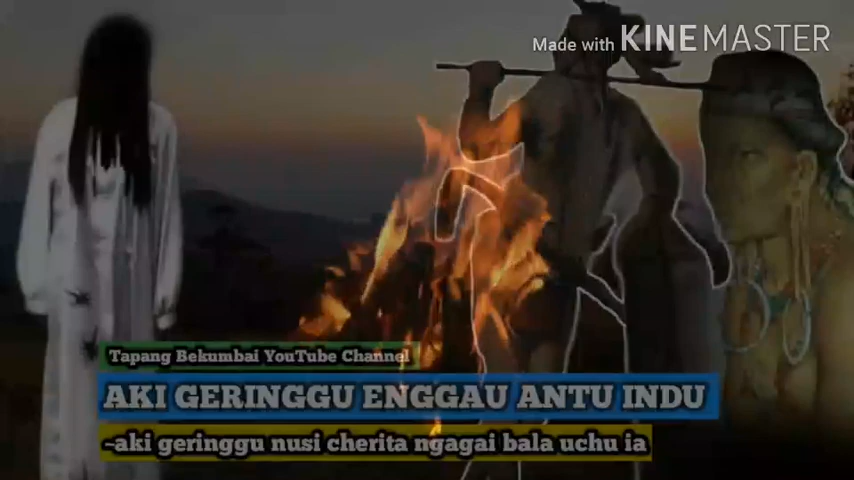 Made with KINEMASTER
Tapang Bekumbai YouTube Channel
AKI GERINGGU ENGGAU ANTU INDU
-aki geringgu nusi cherita ngagai bala uchu ia